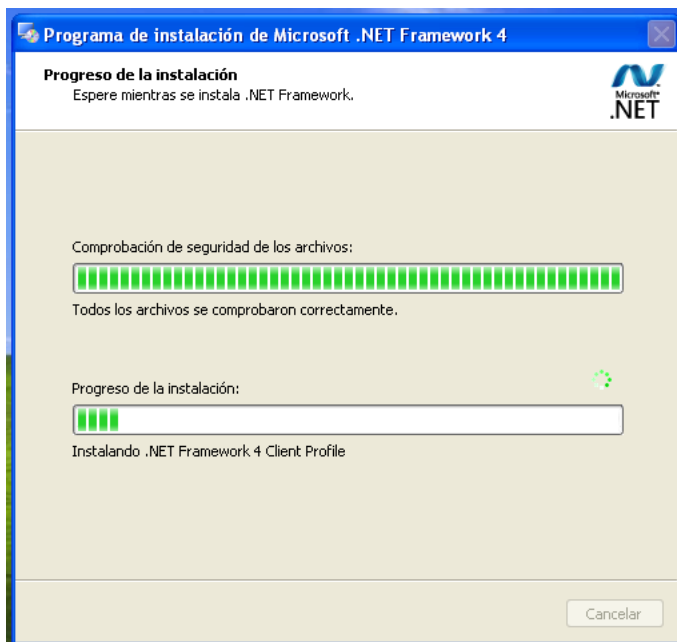 Programa de instalación de Microsoft .NET Framework 4
Progreso de la instalación
Espere mientras se instala .NET Framework.
Microsoft®
.NET
Comprobación de seguridad de los archivos:
Todos los archivos se comprobaron correctamente.
Progreso de la instalación:
Instalando .NET Framework 4 Client Profile
Cancelar